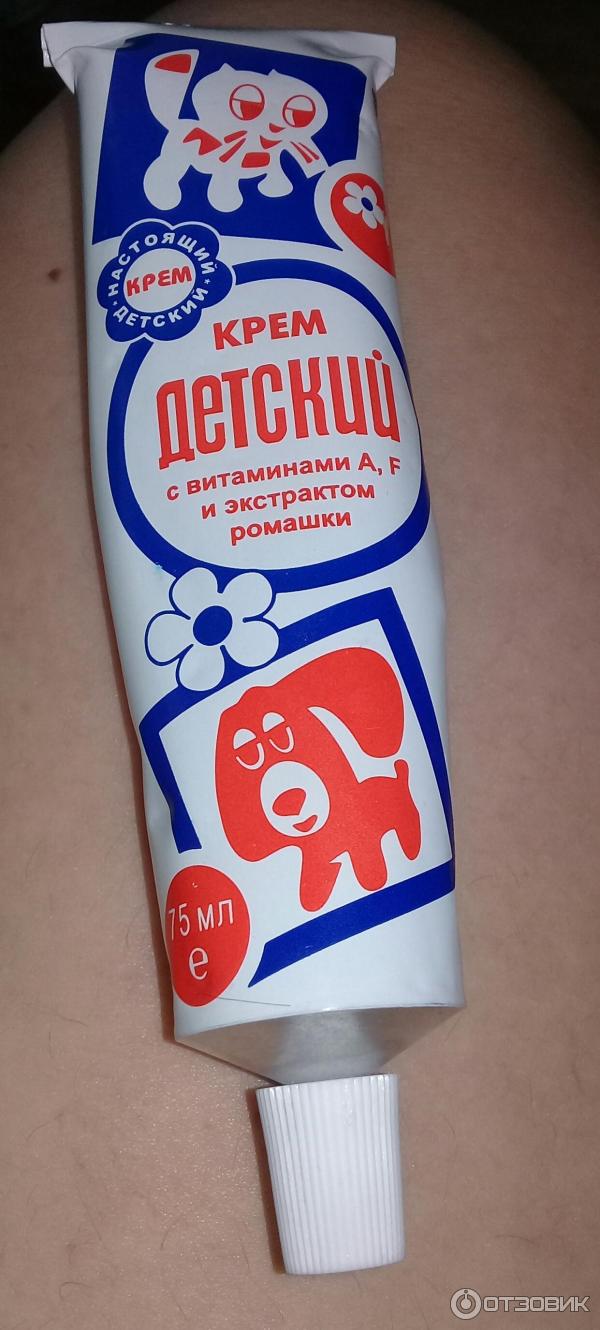 НАСТОЯЩИЙ
КРЕМ
ДЕТСКИЙ
КРЕМ
ДЕТСКИЙ
с витаминами A, F
и экстрактом
ромашки
75 мл
e
ОТЗОВИК